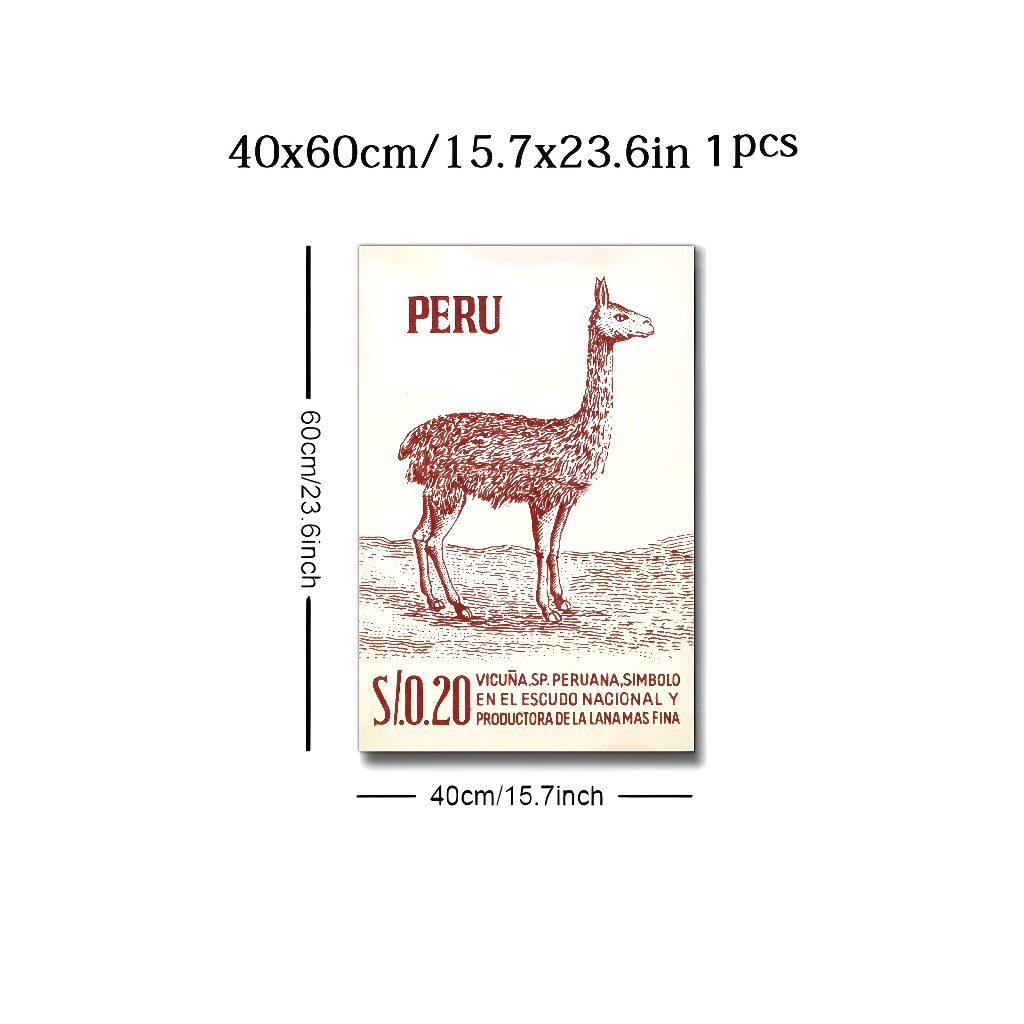 40x60cm/15.7x23.6in 1pcs
PERU
60cm/23.6inch
S/.0.20
VICUÑA.SP. PERUANA,SIMBOLO
EN EL ESCUDO NACIONAL Y
PRODUCTORA DE LA LANA MAS FINA
40cm/15.7inch